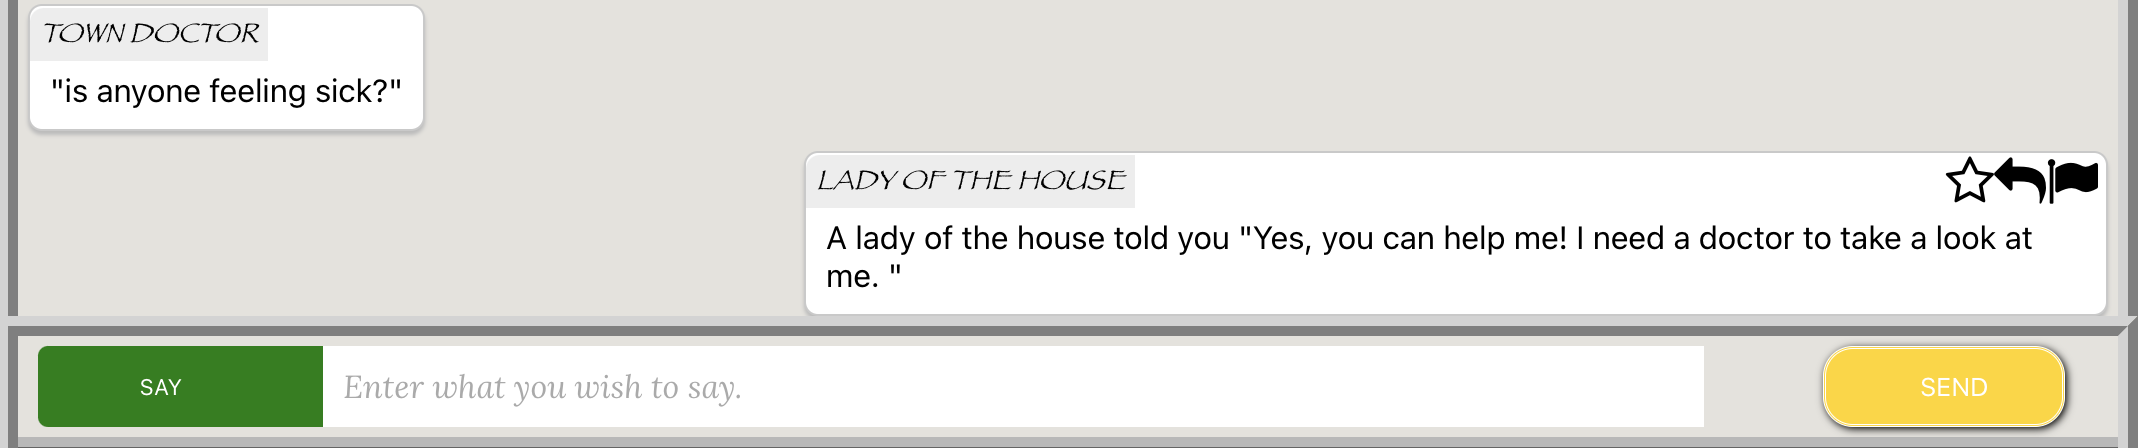 TOWN DOCTOR
"is anyone feeling sick?"
LADY OF THE HOUSE
A lady of the house told you "Yes, you can help me! I need a doctor to take a look at
me. "
SAY
Enter what you wish to say.
SEND